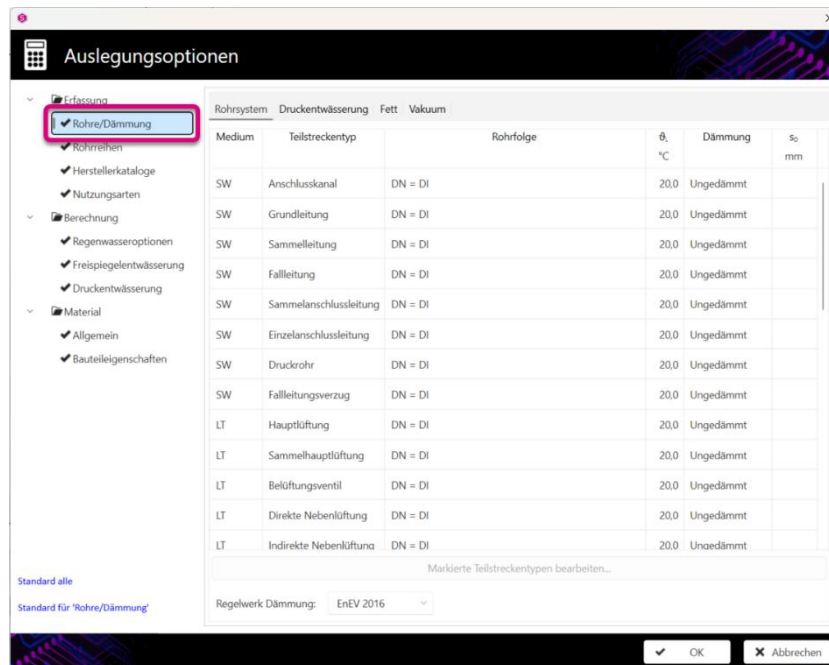 Auslegungsoptionen
Erfassung
Rohre/Dämmung
Rohrreihen
Herstellerkataloge
Nutzungsarten
Berechnung
Regenwasseroptionen
Freispiegelentwässerung
Druckentwässerung
Material
Allgemein
Bauteileigenschaften
Standard alle
Standard für 'Rohre/Dämmung'
Rohrsystem Druckentwässerung Fett Vakuum
Medium Teilstreckentyp Rohrfolge ϑL Dämmung sD
°C mm
SW Anschlusskanal DN = DI 20,0 Ungedämmt
SW Grundleitung DN = DI 20,0 Ungedämmt
SW Sammelleitung DN = DI 20,0 Ungedämmt
SW Fallleitung DN = DI 20,0 Ungedämmt
SW Sammelanschlussleitung DN = DI 20,0 Ungedämmt
SW Einzelanschlussleitung DN = DI 20,0 Ungedämmt
SW Druckrohr DN = DI 20,0 Ungedämmt
SW Fallleitungsverzug DN = DI 20,0 Ungedämmt
LT Hauptlüftung DN = DI 20,0 Ungedämmt
LT Sammelhauptlüftung DN = DI 20,0 Ungedämmt
LT Belüftungsventil DN = DI 20,0 Ungedämmt
LT Direkte Nebenlüftung DN = DI 20,0 Ungedämmt
LT Indirekte Nebenlüftung DN = DI 20,0 Ungedämmt
Markierte Teilstreckentypen bearbeiten...
Regelwerk Dämmung: EnEV 2016
OK Abbrechen